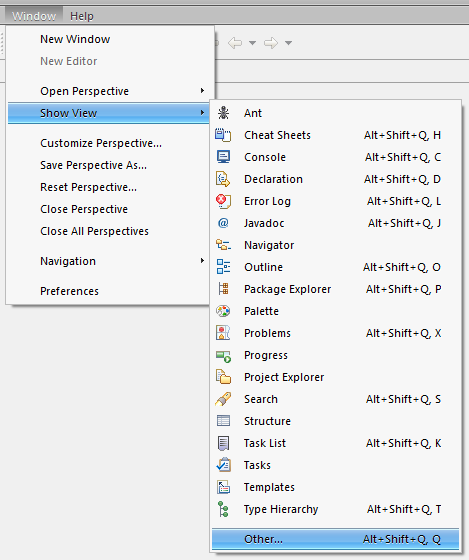 Window Help
New Window
New Editor
Open Perspective
Show View
Customize Perspective...
Save Perspective As...
Reset Perspective...
Close Perspective
Close All Perspectives
Navigation
Preferences
Ant
Cheat Sheets Alt+Shift+Q, H
Console Alt+Shift+Q, C
Declaration Alt+Shift+Q, D
Error Log Alt+Shift+Q, L
Javadoc Alt+Shift+Q, J
Navigator
Outline Alt+Shift+Q, O
Package Explorer Alt+Shift+Q, P
Palette
Problems Alt+Shift+Q, X
Progress
Project Explorer
Search Alt+Shift+Q, S
Structure
Task List Alt+Shift+Q, K
Tasks
Templates
Type Hierarchy Alt+Shift+Q, T
Other... Alt+Shift+Q, Q